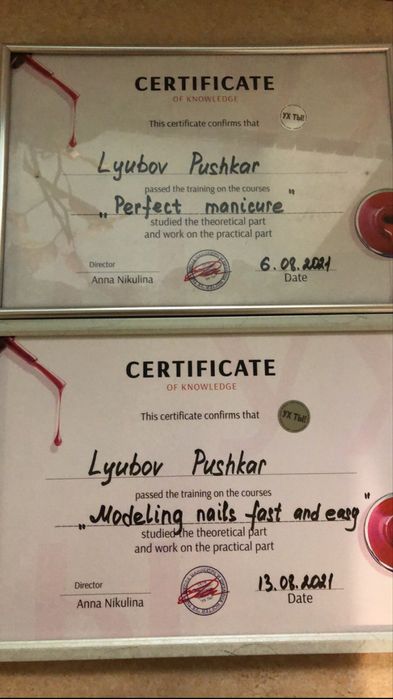 CERTIFICATE
OF KNOWLEDGE
This certificate confirms that
УХ ТЫ!
Lyubov Pushkar
passed the training on the courses
„Perfect manicure"
studied the theoretical part
and work on the practical part
Director
Anna Nikulina
6.08.2021
Date
CERTIFICATE
OF KNOWLEDGE
This certificate confirms that
УХ ТЫ!
Lyubov Pushkar
passed the training on the courses
„Modeling nails fast and easy"
studied the theoretical part
and work on the practical part
Director
Anna Nikulina
13.08.2021
Date